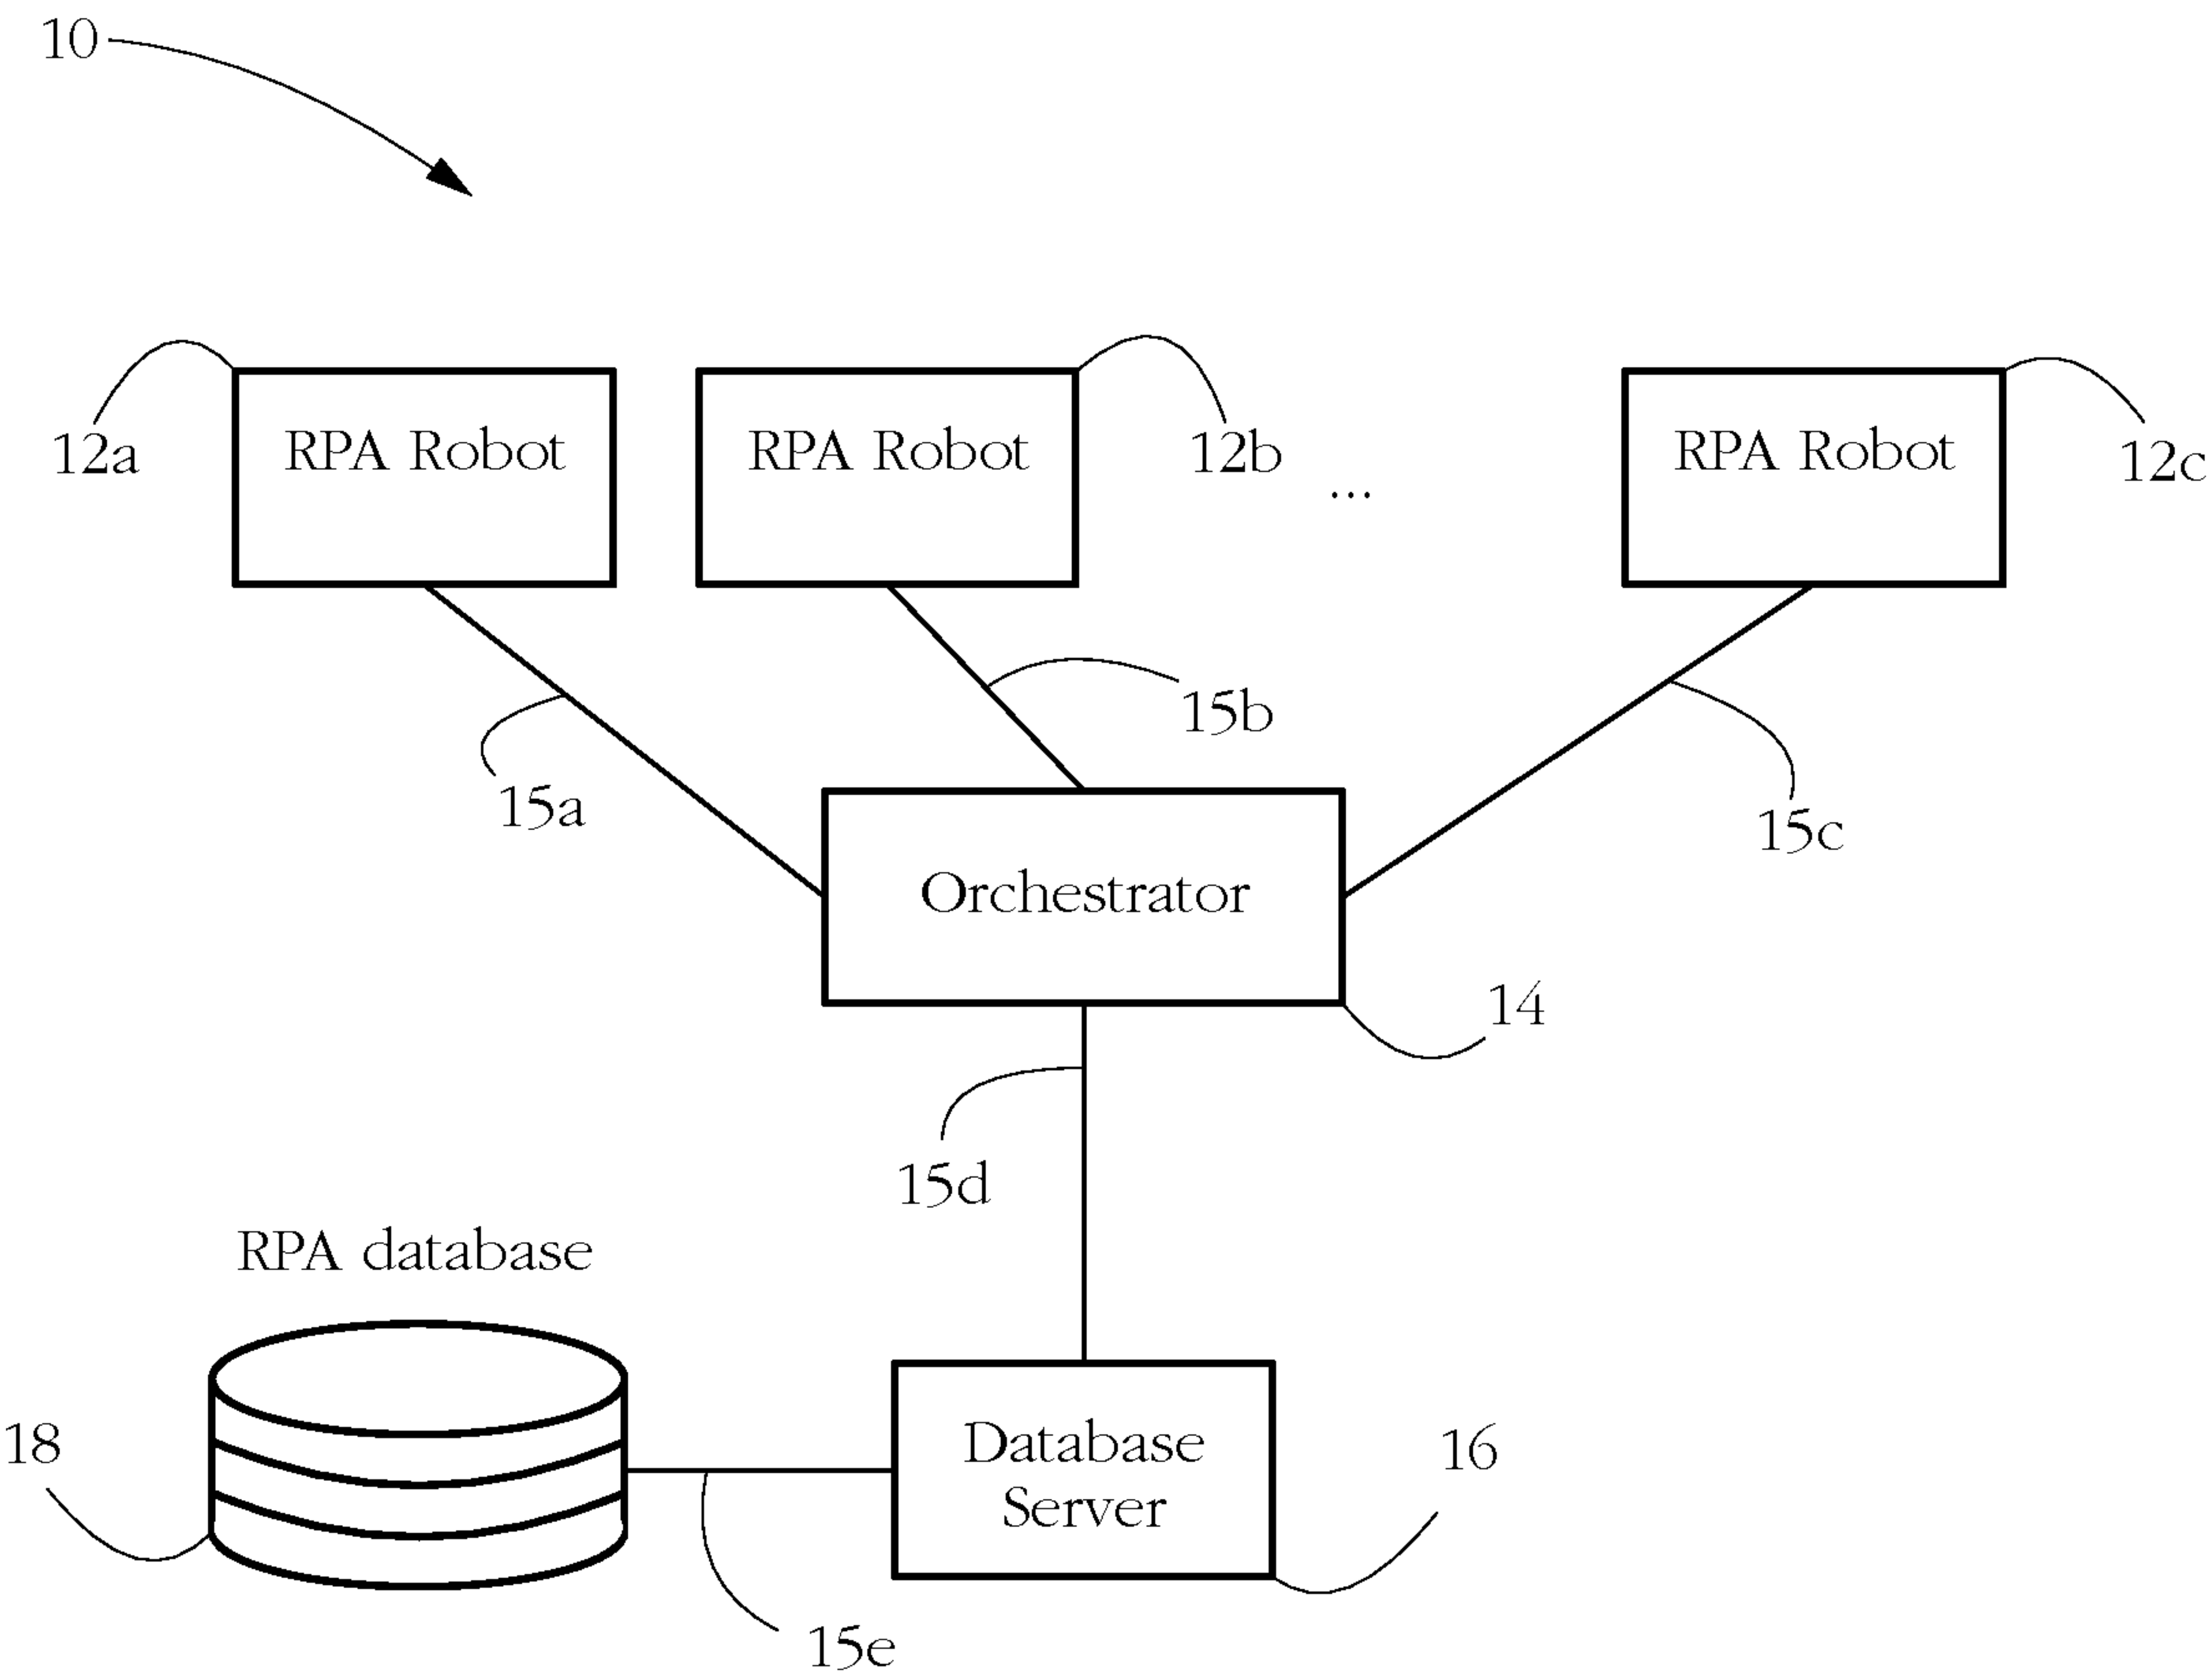 10
12a
RPA Robot
RPA Robot
12b
...
RPA Robot
12c
15a
15b
15c
Orchestrator
14
15d
RPA database
18
Database
Server
16
15e